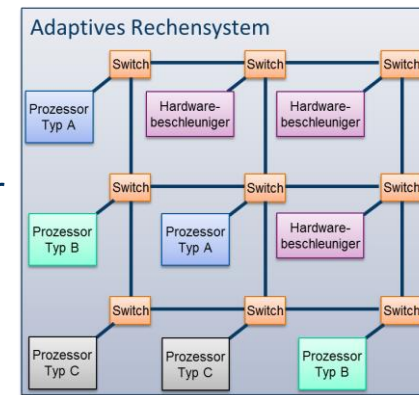 Adaptives Rechensystem
Switch
Switch
Switch
Prozessor
Typ A
Hardware-
beschleuniger
Hardware-
beschleuniger
Switch
Switch
Switch
Prozessor
Typ B
Prozessor
Typ A
Hardware-
beschleuniger
Switch
Switch
Switch
Prozessor
Typ C
Prozessor
Typ C
Prozessor
Typ B